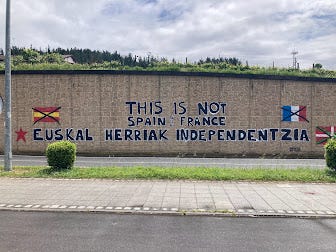 THIS IS NOT
SPAIN FRANCE
EUSKAL HERRIAK INDEPENDENTZIA